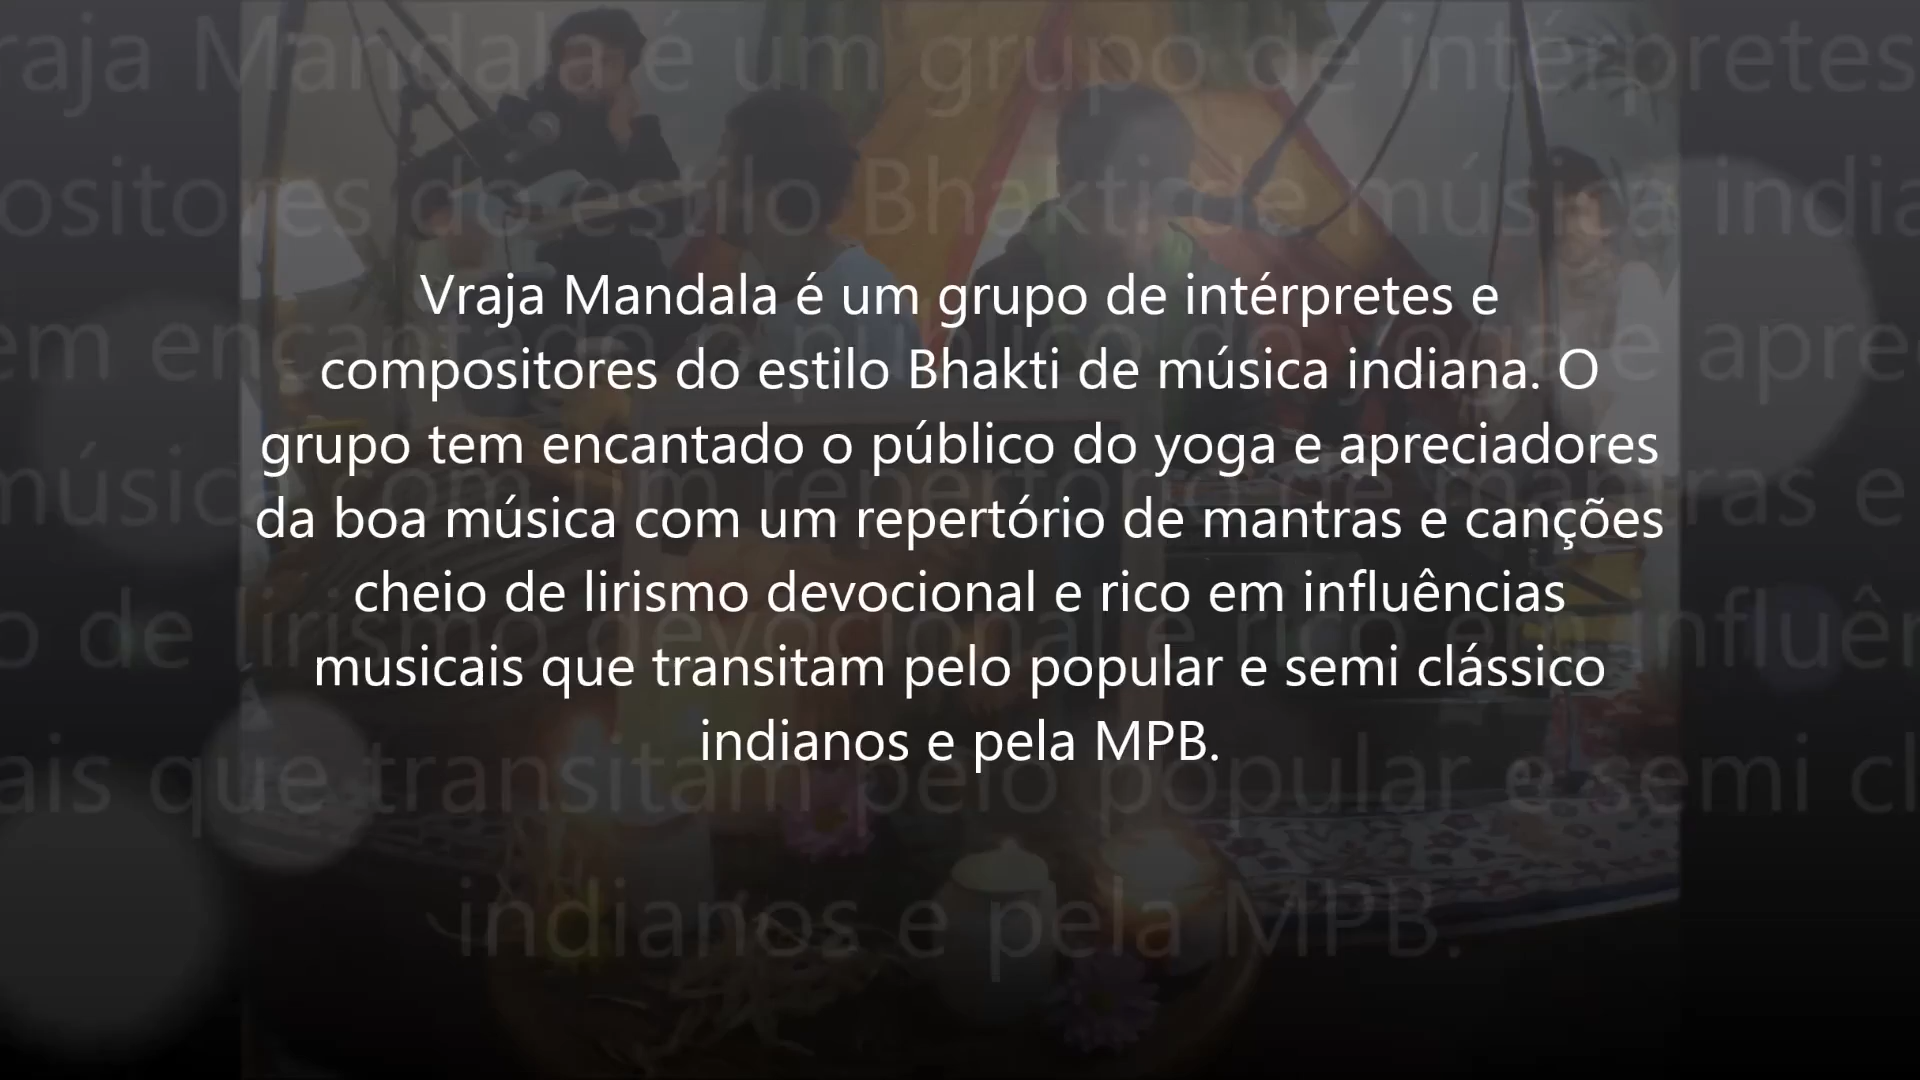 Vraja Mandala é um grupo de intérpretes e
compositores do estilo Bhakti de música indiana. O
grupo tem encantado o público do yoga e apreciadores
da boa música com um repertório de mantras e canções
cheio de lirismo devocional e rico em influências
musicais que transitam pelo popular e semi clássico
indianos e pela MPB.